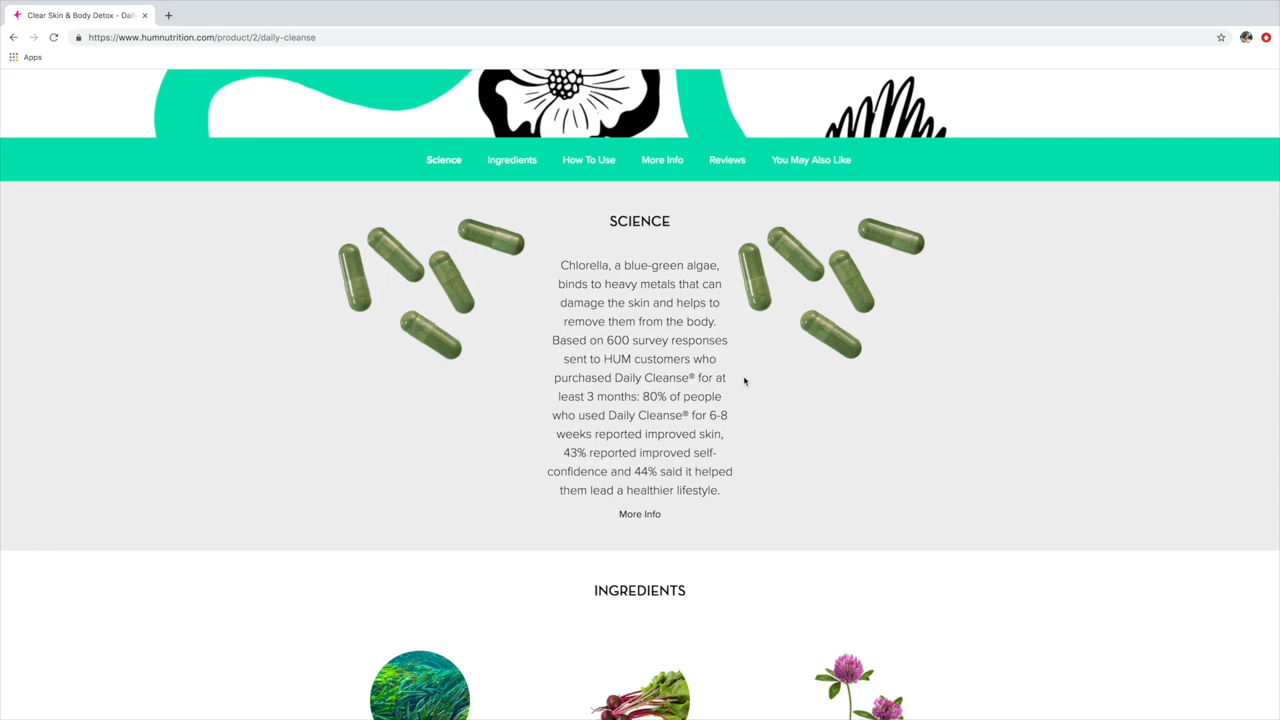 Clear Skin & Body Detox - Daily
https://www.humnutrition.com/product/2/daily-cleanse
Apps
Science Ingredients How To Use More Info Reviews You May Also Like
SCIENCE
Chlorella, a blue-green algae,
binds to heavy metals that can
damage the skin and helps to
remove them from the body.
Based on 600 survey responses
sent to HUM customers who
purchased Daily Cleanse® for at
least 3 months: 80% of people
who used Daily Cleanse® for 6-8
weeks reported improved skin,
43% reported improved self-
confidence and 44% said it helped
them lead a healthier lifestyle.
More Info
INGREDIENTS